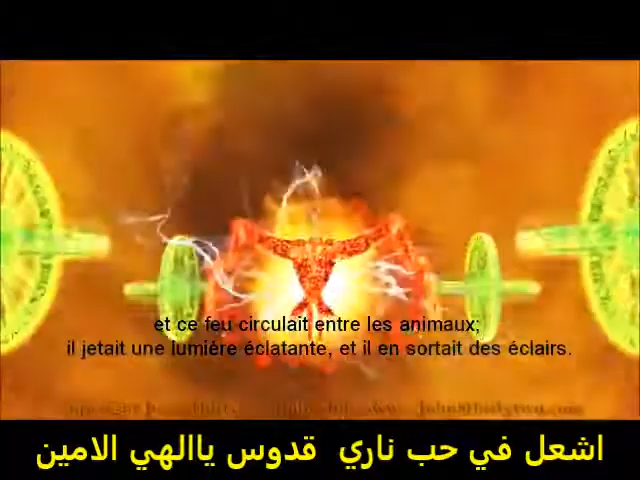 et ce feu circulait entre les animaux;
il jetait une lumière éclatante, et il en sortait des éclairs.
اشعل في حب ناري قدوس ياالهي الامين